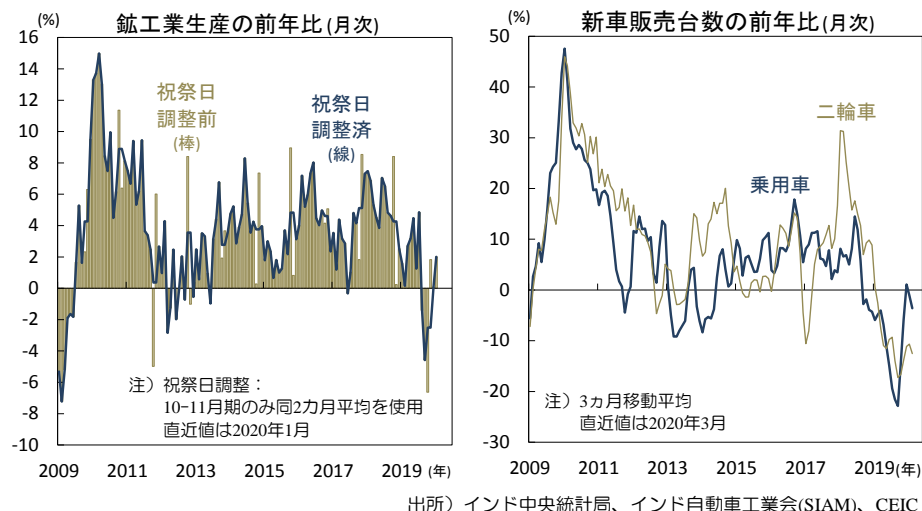 鉱工業生産の前年比(月次)
(%)
16
14
12
10
8
6
4
2
0
-2
-4
-6
-8
-10
祝祭日
調整前
(棒)
祝祭日
調整済
(線)
注）祝祭日調整：
10-11月期のみ同2カ月平均を使用
直近値は2020年1月
2009 2011 2013 2015 2017 2019 (年)
新車販売台数の前年比(月次)
(%)
50
40
30
20
10
0
-10
-20
-30
二輪車
乗用車
注）3ヵ月移動平均
直近値は2020年3月
2009 2011 2013 2015 2017 2019(年)
出所）インド中央統計局、インド自動車工業会(SIAM)、CEIC